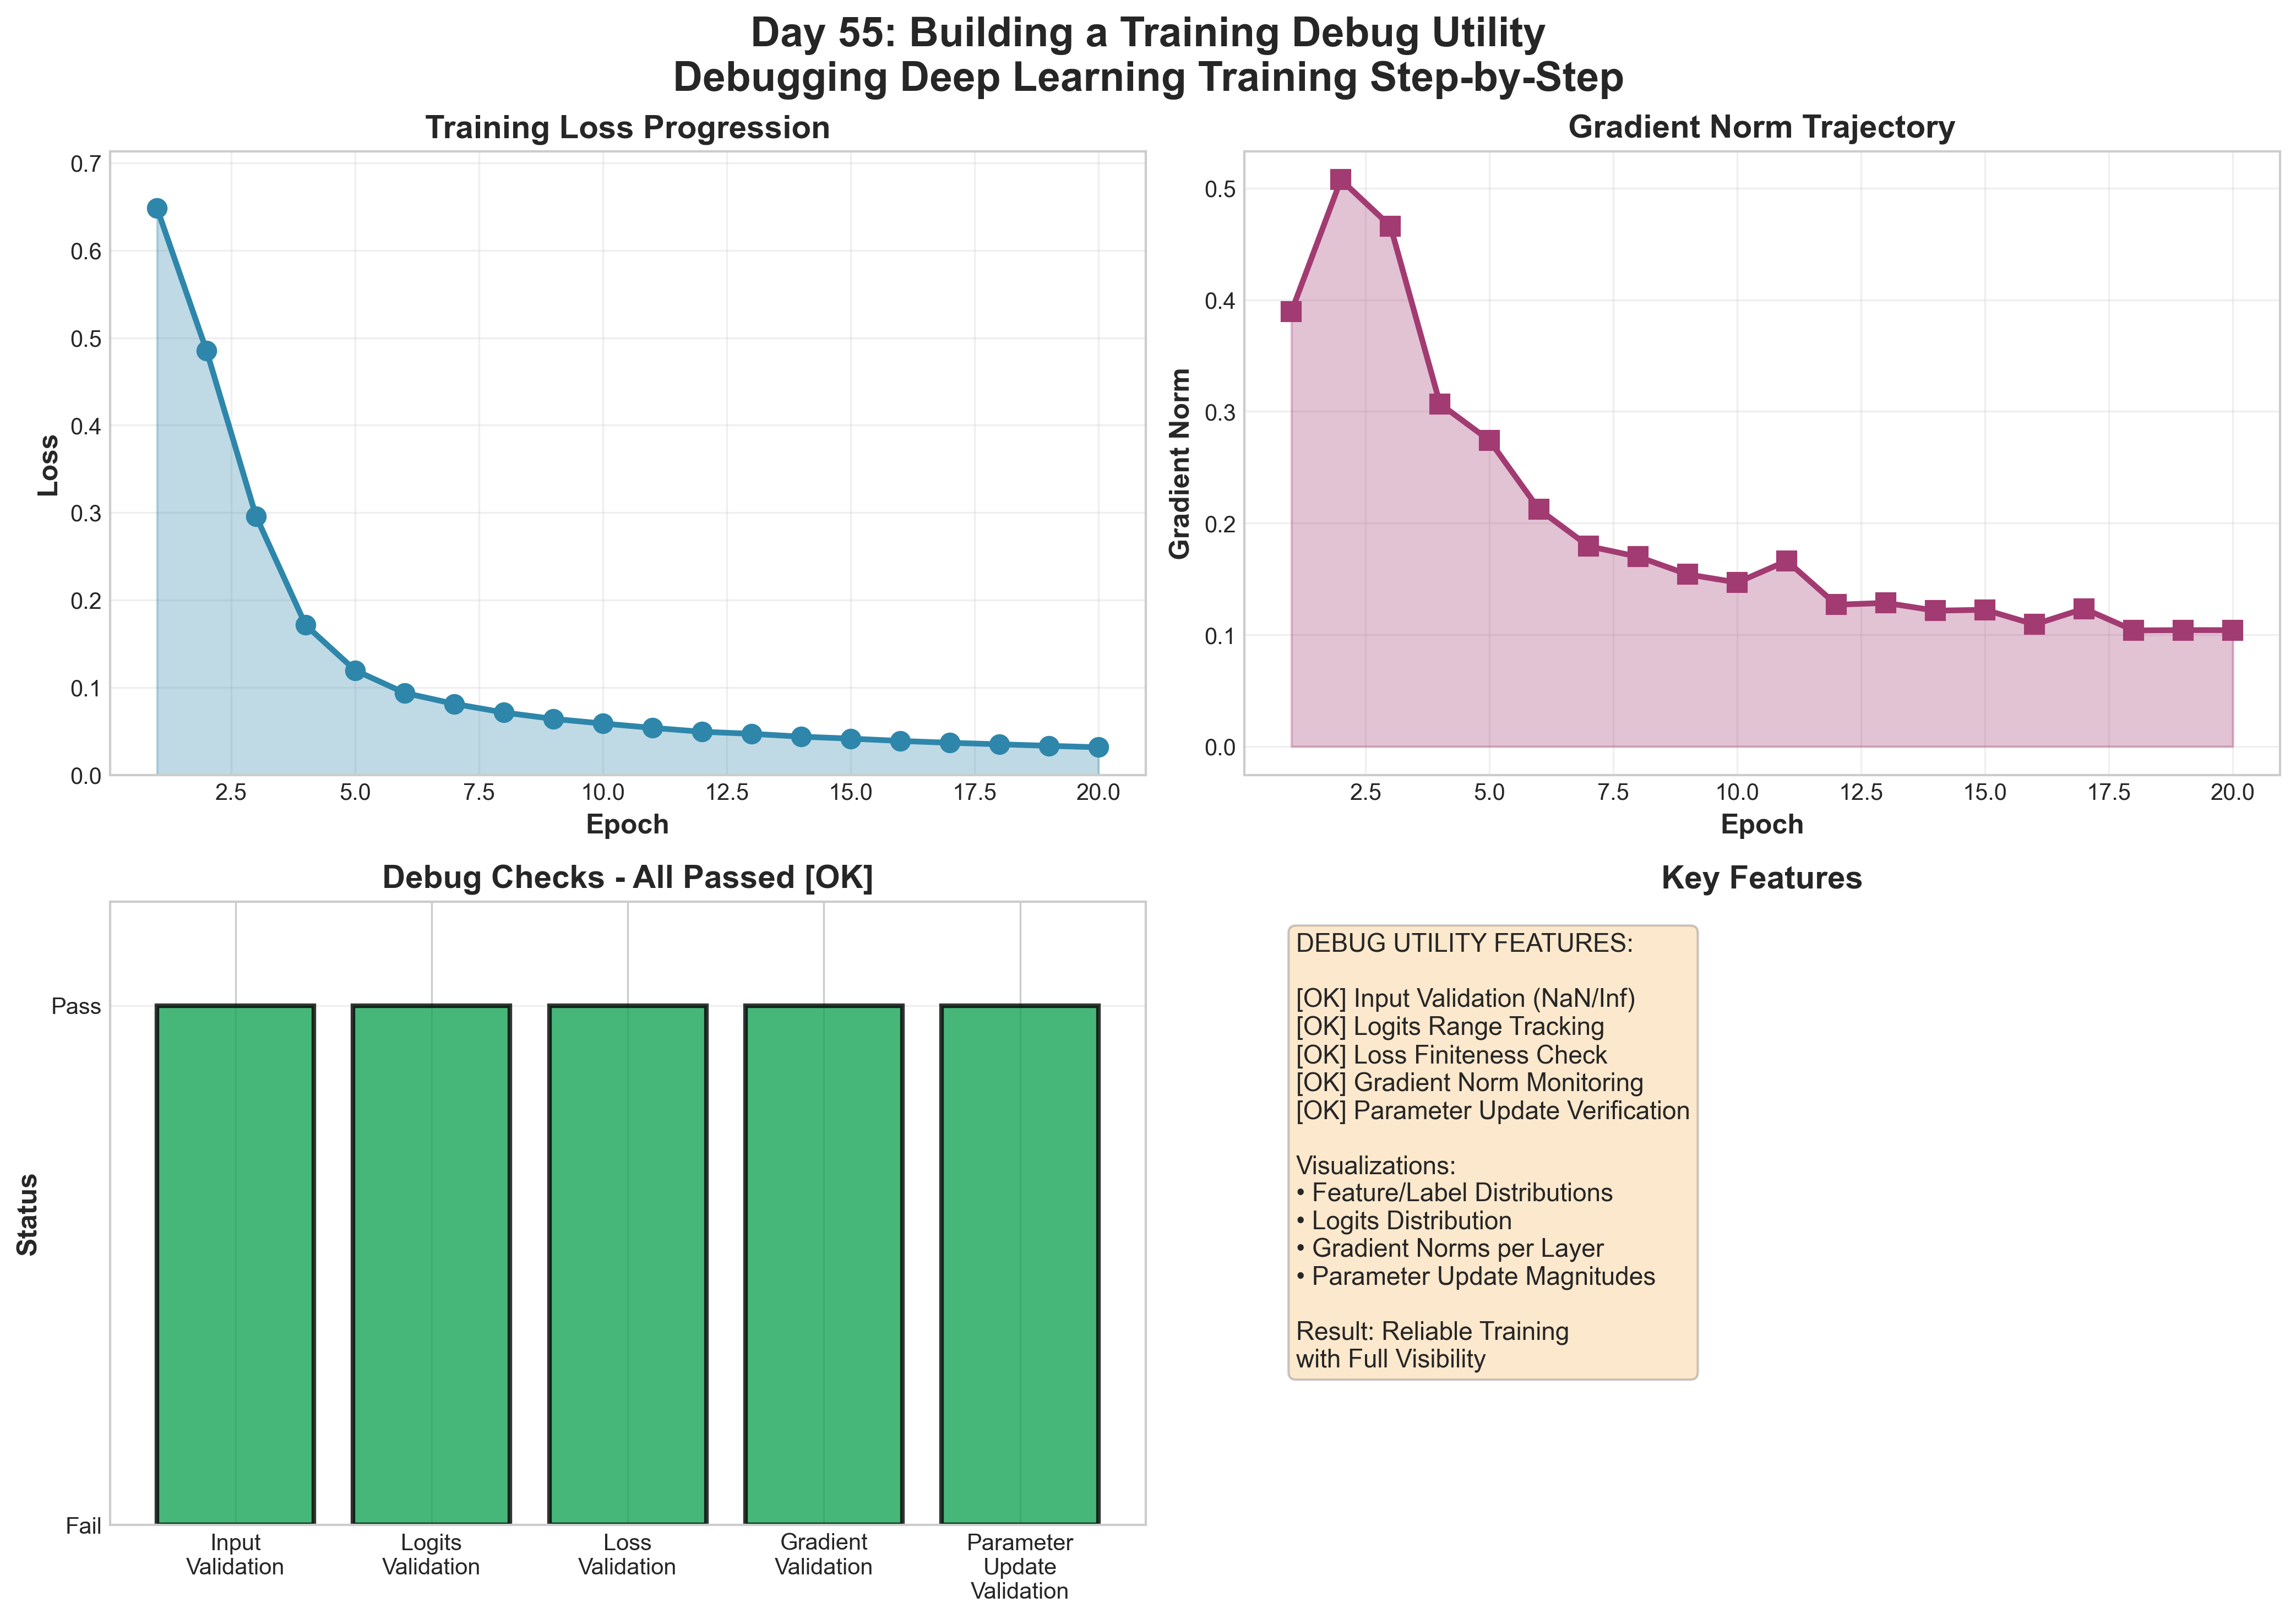 Day 55: Building a Training Debug Utility
Debugging Deep Learning Training Step-by-Step
Training Loss Progression
0.7
0.6
0.5
0.4
0.3
0.2
0.1
0.0
Loss
2.5 5.0 7.5 10.0 12.5 15.0 17.5 20.0
Epoch
Gradient Norm Trajectory
0.5
0.4
0.3
0.2
0.1
0.0
Gradient Norm
2.5 5.0 7.5 10.0 12.5 15.0 17.5 20.0
Epoch
Debug Checks - All Passed [OK]
Pass
Fail
Status
Input
Validation
Logits
Validation
Loss
Validation
Gradient
Validation
Parameter
Update
Validation
Key Features
DEBUG UTILITY FEATURES:
[OK] Input Validation (NaN/Inf)
[OK] Logits Range Tracking
[OK] Loss Finiteness Check
[OK] Gradient Norm Monitoring
[OK] Parameter Update Verification
Visualizations:
• Feature/Label Distributions
• Logits Distribution
• Gradient Norms per Layer
• Parameter Update Magnitudes
Result: Reliable Training
with Full Visibility